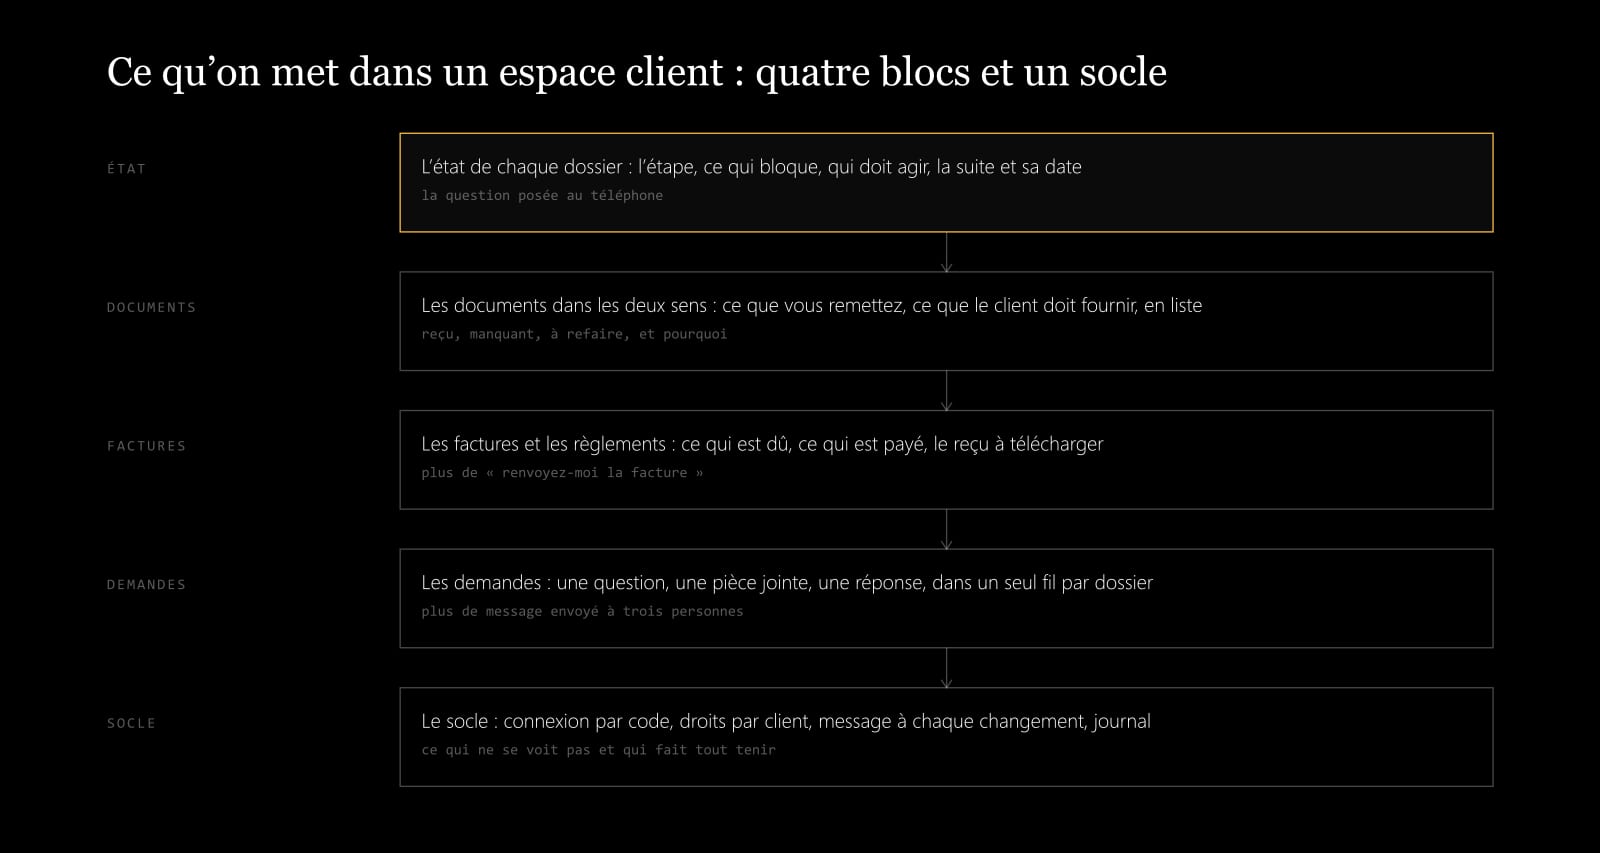 Ce qu’on met dans un espace client : quatre blocs et un socle
ÉTAT
L’état de chaque dossier : l’étape, ce qui bloque, qui doit agir, la suite et sa date
la question posée au téléphone
DOCUMENTS
Les documents dans les deux sens : ce que vous remettez, ce que le client doit fournir, en liste
reçu, manquant, à refaire, et pourquoi
FACTURES
Les factures et les règlements : ce qui est dû, ce qui est payé, le reçu à télécharger
plus de « renvoyez-moi la facture »
DEMANDES
Les demandes : une question, une pièce jointe, une réponse, dans un seul fil par dossier
plus de message envoyé à trois personnes
SOCLE
Le socle : connexion par code, droits par client, message à chaque changement, journal
ce qui ne se voit pas et qui fait tout tenir